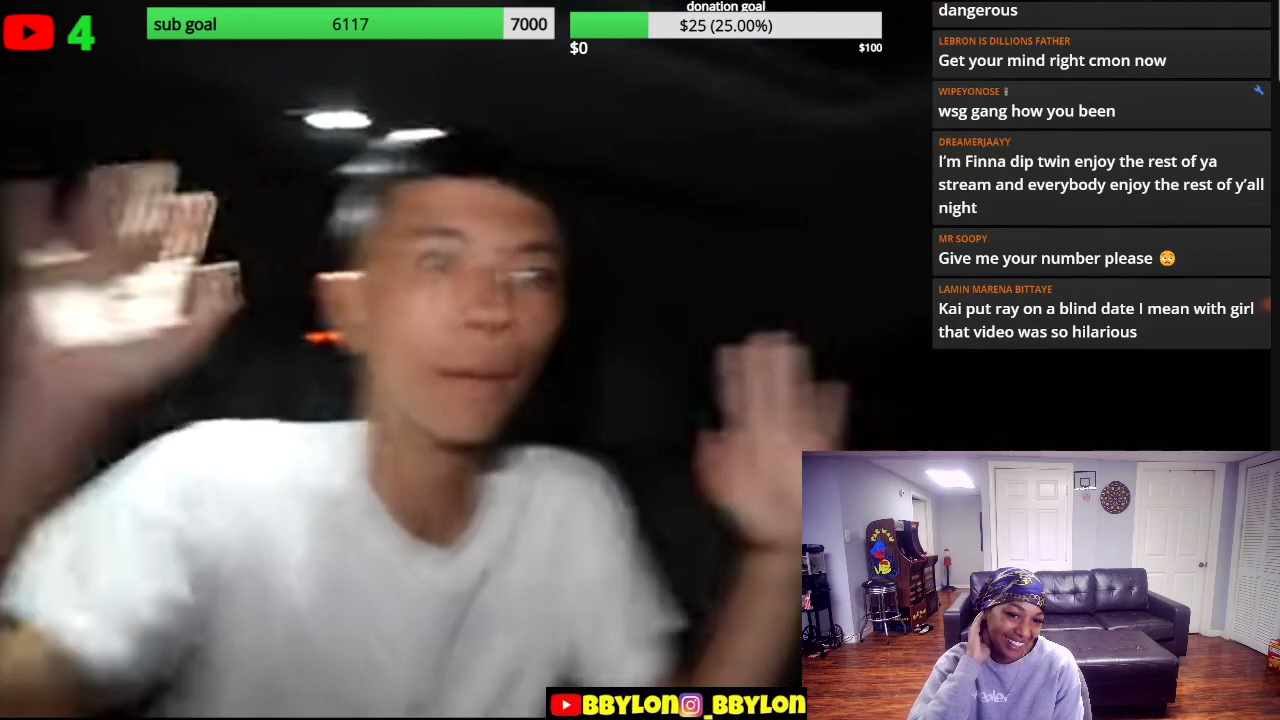 4
sub goal 6117 7000
donation goal
$25 (25.00%)
$0 $100
dangerous
LEBRON IS DILLIONS FATHER
Get your mind right cmon now
WIPEYONOSE
wsg gang how you been
DREAMERJAAYY
I'm Finna dip twin enjoy the rest of ya
stream and everybody enjoy the rest of y'all
night
MR SOOPY
Give me your number please 😳
LAMIN MARENA BITTAYE
Kai put ray on a blind date I mean with girl
that video was so hilarious
PAC-MAN
BBYLON _BBYLON